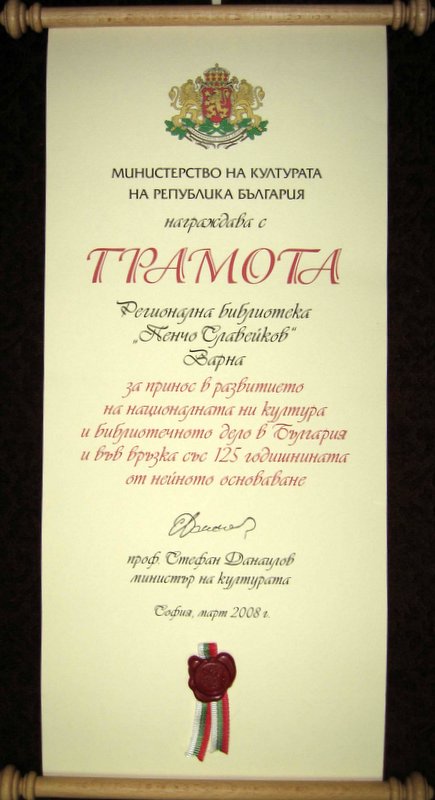 МИНИСТЕРСТВО НА КУЛТУРАТА
НА РЕПУБЛИКА БЪЛГАРИЯ
награждава с
ГРАМОТА
Регионална библиотека
„Пенчо Славейков“
Варна
за принос в развитието
на националната ни култура
и библиотечното дело в България
и във връзка със 125 годишнината
от нейното основаване
проф. Стефан Данаилов
министър на културата
София, март 2008 г.